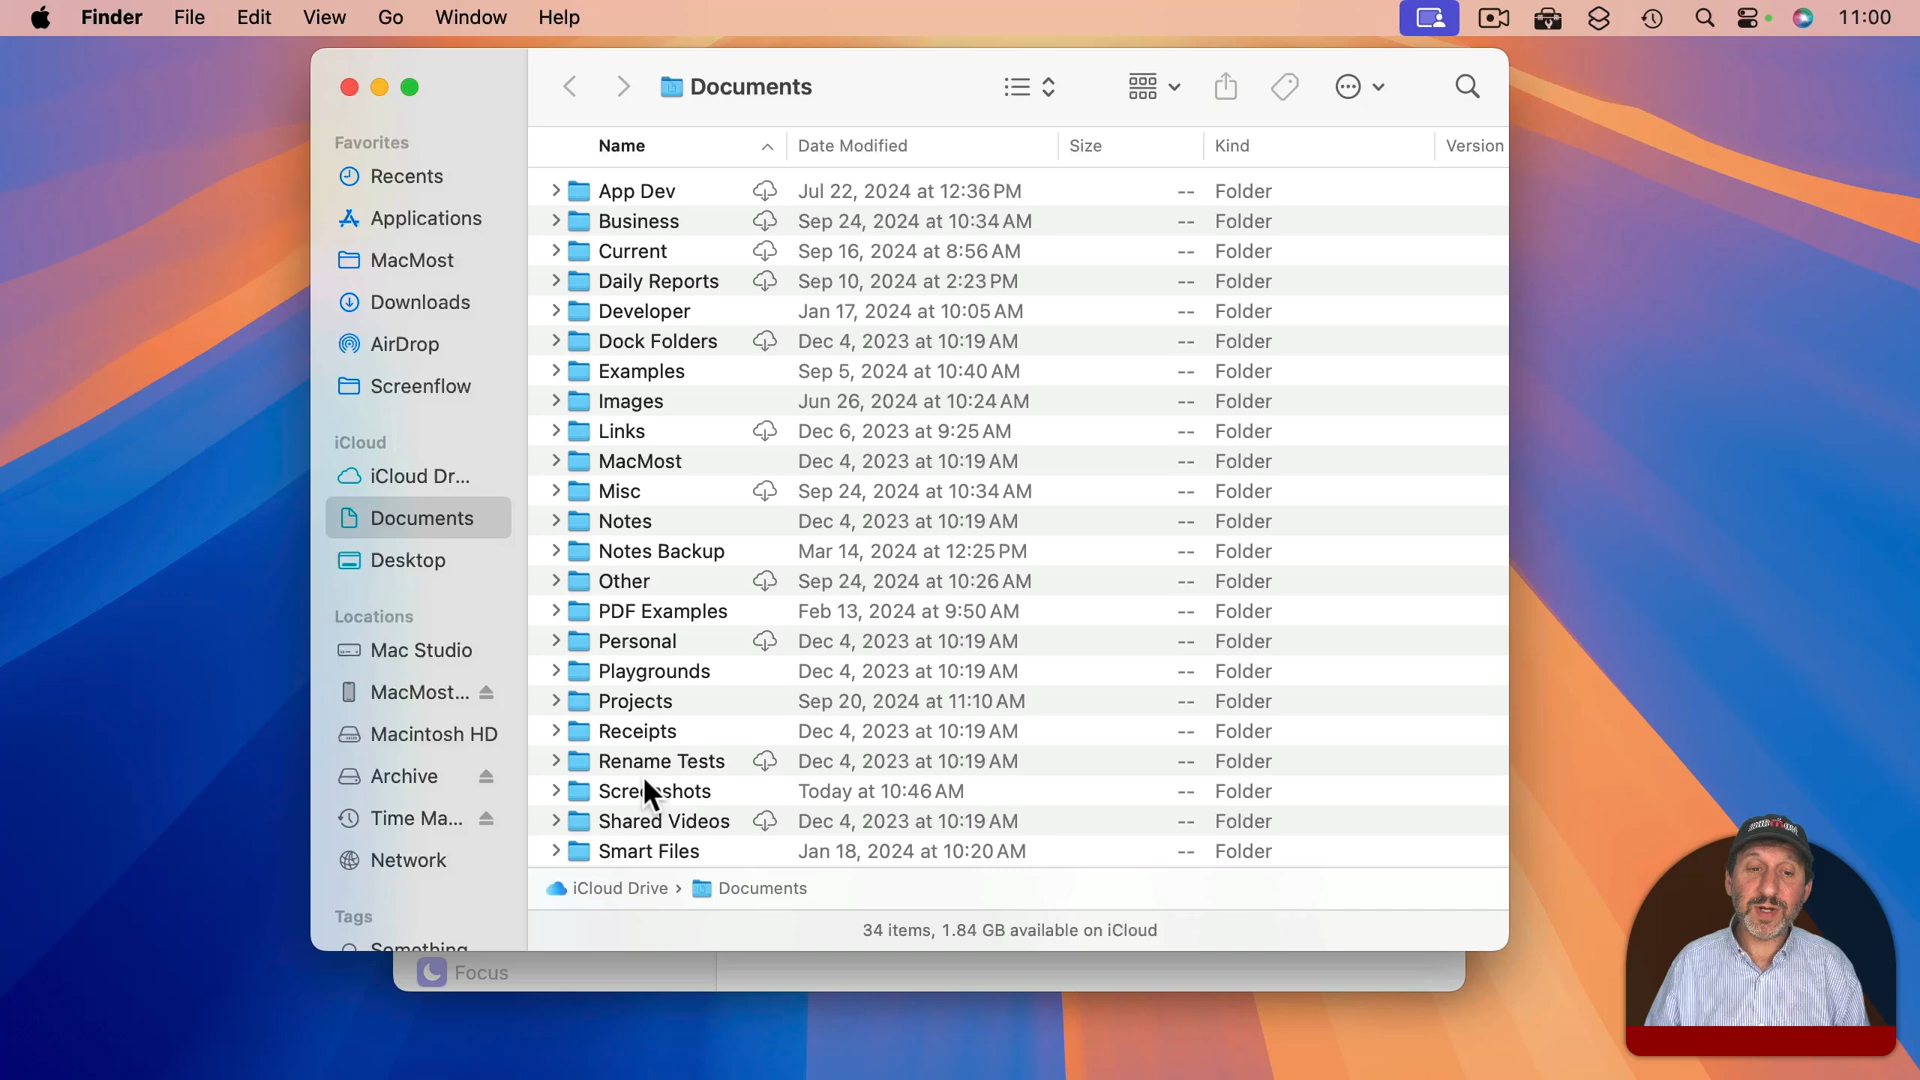 Finder File Edit View Go Window Help 11:00
Documents
Favorites
Recents
Applications
MacMost
Downloads
AirDrop
Screenflow
iCloud
iCloud Dr...
Documents
Desktop
Locations
Mac Studio
MacMost...
Macintosh HD
Archive
Time Ma...
Network
Tags
Something
Name Date Modified Size Kind Version
App Dev Jul 22, 2024 at 12:36 PM -- Folder
Business Sep 24, 2024 at 10:34 AM -- Folder
Current Sep 16, 2024 at 8:56 AM -- Folder
Daily Reports Sep 10, 2024 at 2:23 PM -- Folder
Developer Jan 17, 2024 at 10:05 AM -- Folder
Dock Folders Dec 4, 2023 at 10:19 AM -- Folder
Examples Sep 5, 2024 at 10:40 AM -- Folder
Images Jun 26, 2024 at 10:24 AM -- Folder
Links Dec 6, 2023 at 9:25 AM -- Folder
MacMost Dec 4, 2023 at 10:19 AM -- Folder
Misc Sep 24, 2024 at 10:34 AM -- Folder
Notes Dec 4, 2023 at 10:19 AM -- Folder
Notes Backup Mar 14, 2024 at 12:25 PM -- Folder
Other Sep 24, 2024 at 10:26 AM -- Folder
PDF Examples Feb 13, 2024 at 9:50 AM -- Folder
Personal Dec 4, 2023 at 10:19 AM -- Folder
Playgrounds Dec 4, 2023 at 10:19 AM -- Folder
Projects Sep 20, 2024 at 11:10 AM -- Folder
Receipts Dec 4, 2023 at 10:19 AM -- Folder
Rename Tests Dec 4, 2023 at 10:19 AM -- Folder
Screenshots Today at 10:46 AM -- Folder
Shared Videos Dec 4, 2023 at 10:19 AM -- Folder
Smart Files Jan 18, 2024 at 10:20 AM -- Folder
iCloud Drive › Documents
34 items, 1.84 GB available on iCloud
Focus